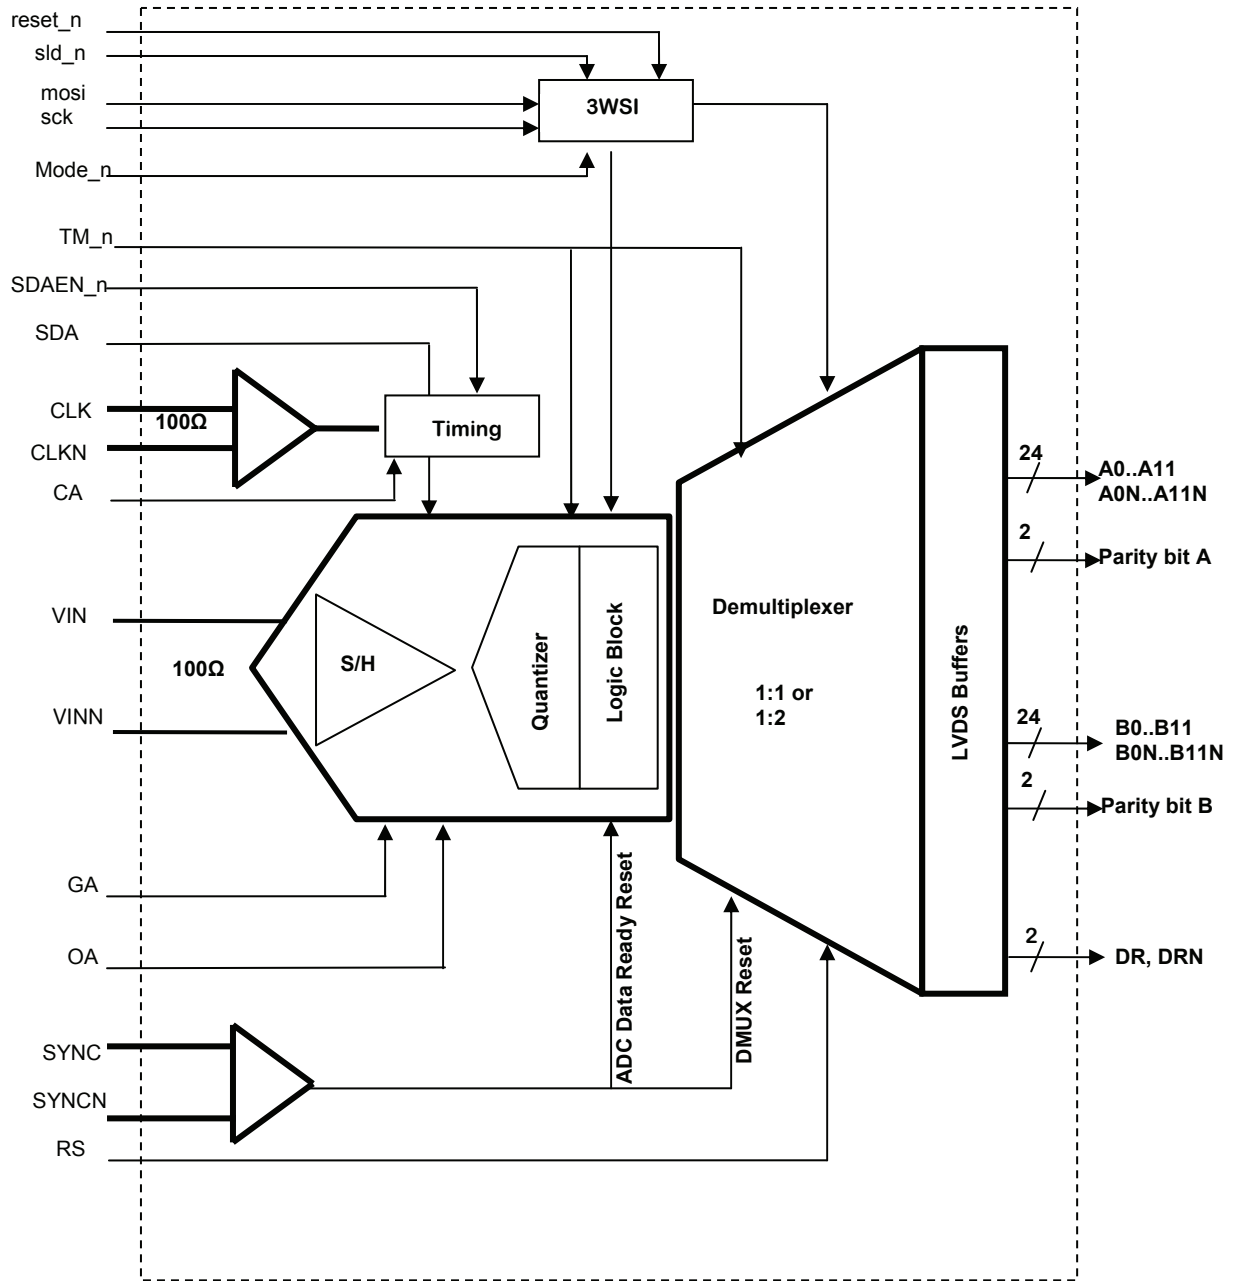 reset_n
sld_n
mosi
sck
3WSI
Mode_n
TM_n
SDAEN_n
SDA
CLK
100Ω
CLKN
Timing
CA
24
A0..A11
A0N..A11N
2
Parity bit A
VIN
100Ω
VINN
S/H
Quantizer
Logic Block
Demultiplexer
1:1 or
1:2
LVDS Buffers
24
B0..B11
B0N..B11N
2
Parity bit B
GA
OA
ADC Data Ready Reset
DMUX Reset
2
DR, DRN
SYNC
SYNCN
RS